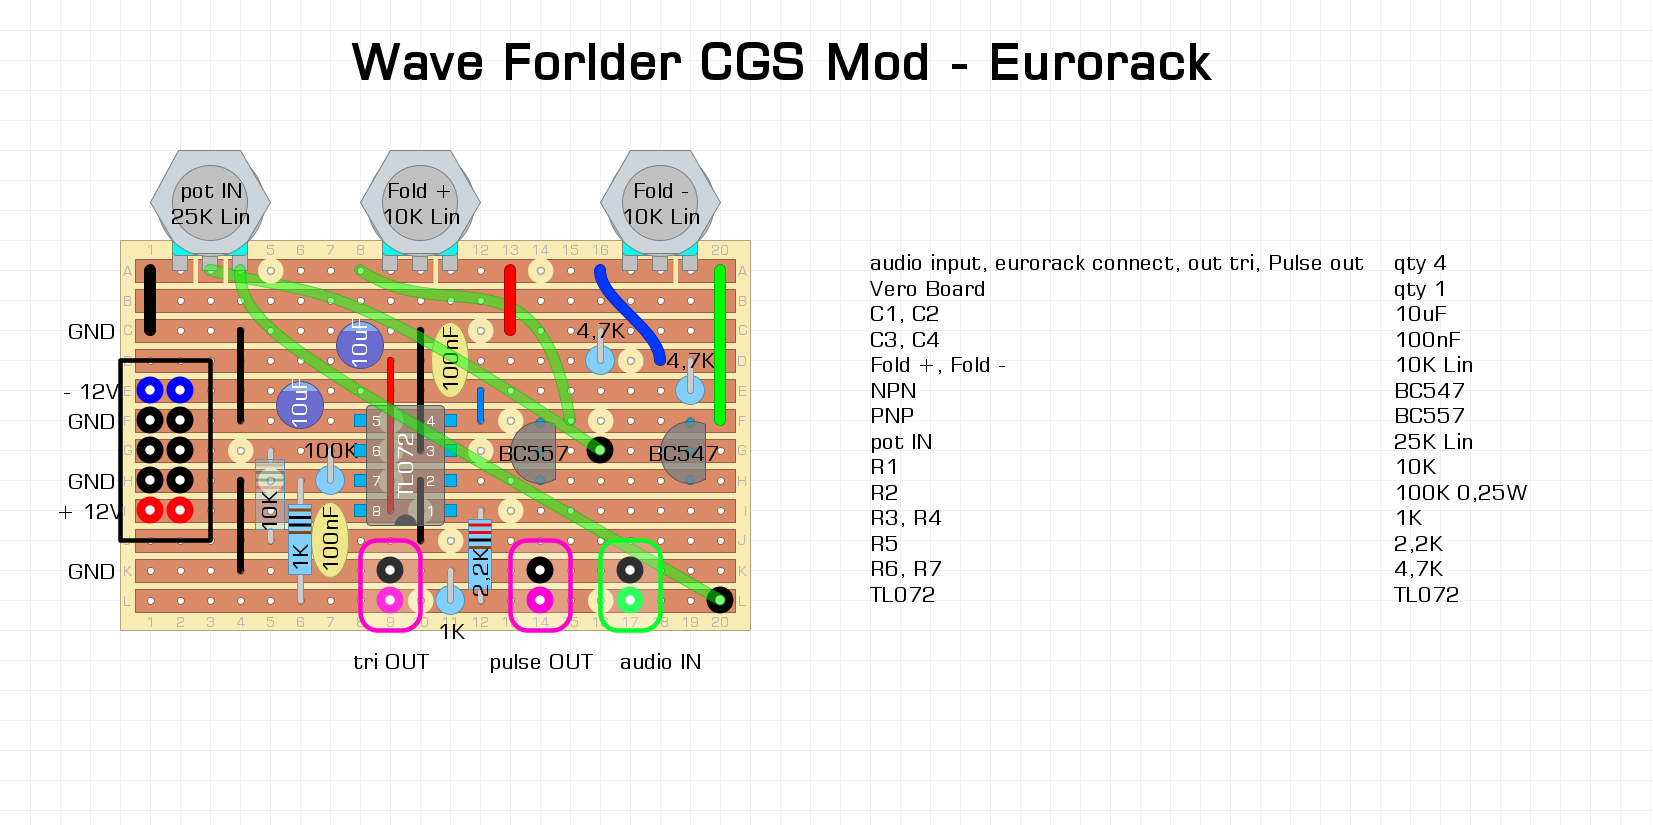 Wave Forlder CGS Mod - Eurorack
pot IN
25K Lin
Fold +
10K Lin
Fold -
10K Lin
1 5 6 7 8 12 13 14 15 16 20
A A
B B
C C
D D
E E
F F
G G
H H
I I
J J
K K
L L
GND
- 12V
GND
GND
+ 12V
GND
10uF
10uF
100nF
4,7K
4,7K
100K
10K
1K
100nF
TL072
5 4
6 3
7 2
8 1
BC557
BC547
2,2K
1K
1 2 3 4 5 6 7 8 9 10 12 13 14 15 16 17 18 19 20
tri OUT
pulse OUT
audio IN
audio input, eurorack connect, out tri, Pulse out qty 4
Vero Board qty 1
C1, C2 10uF
C3, C4 100nF
Fold +, Fold - 10K Lin
NPN BC547
PNP BC557
pot IN 25K Lin
R1 10K
R2 100K 0,25W
R3, R4 1K
R5 2,2K
R6, R7 4,7K
TL072 TL072